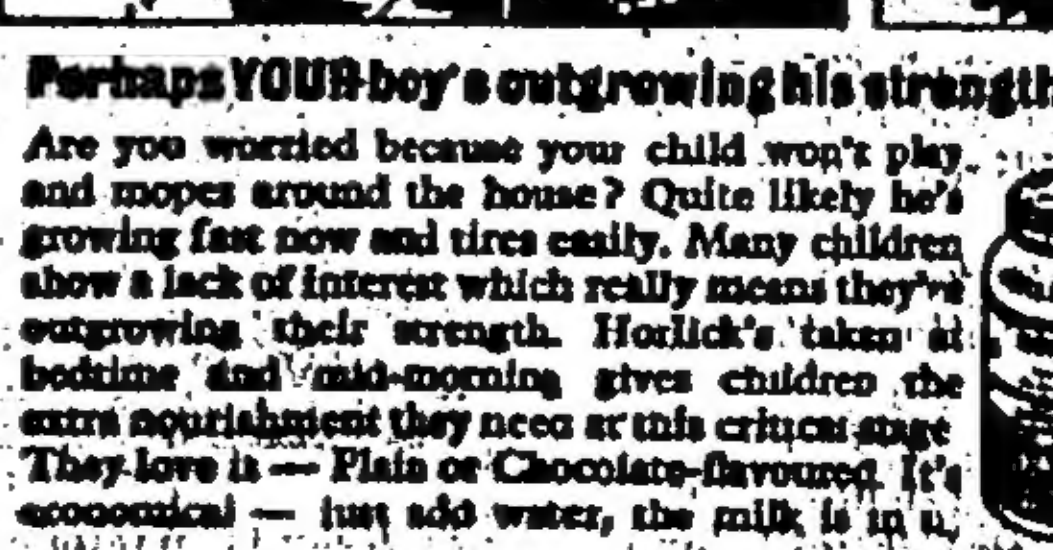 Perhaps YOUR boy's outgrowing his strength
Are you worried because your child won't play
and mopes around the house? Quite likely he's
growing fast now and tires easily. Many children
show a lack of interest which really means they're
outgrowing their strength. Horlick's taken at
bedtime and mid-morning gives children the
extra nourishment they need at this critical stage
They love it — Plain or Chocolate-flavoured. It's
economical — just add water, the milk is in it.